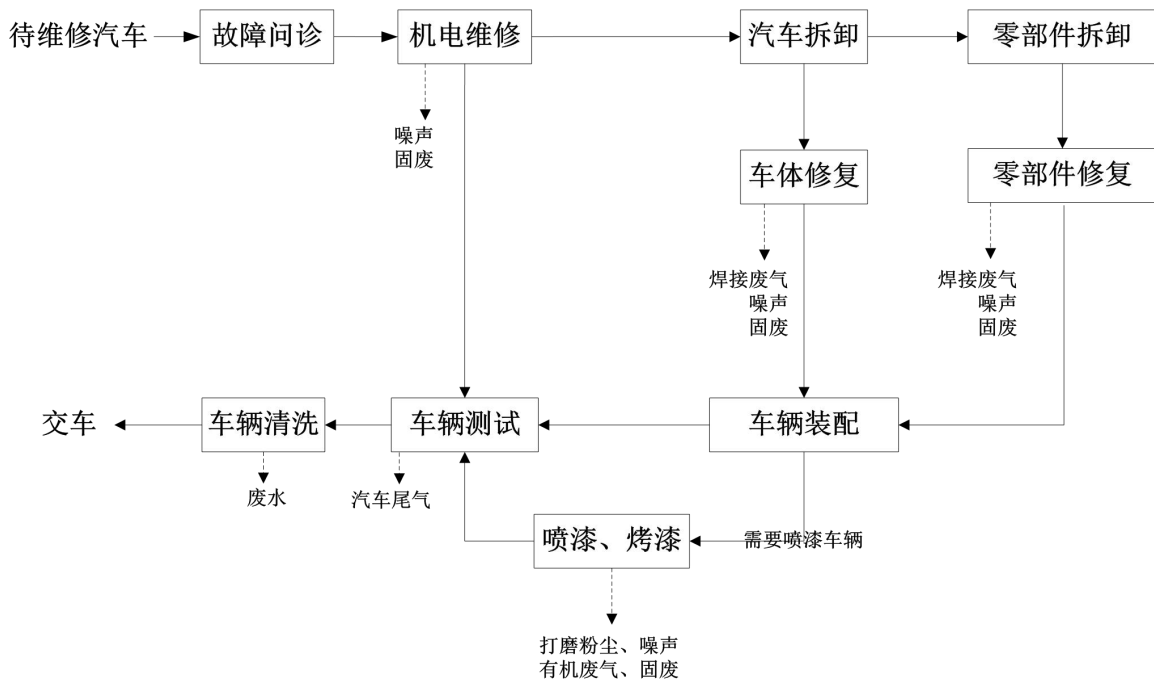 待维修汽车
故障问诊
机电维修
汽车拆卸
零部件拆卸
噪声
固废
车体修复
零部件修复
焊接废气
噪声
固废
焊接废气
噪声
固废
交车
车辆清洗
车辆测试
车辆装配
废水
汽车尾气
喷漆、烤漆
需要喷漆车辆
打磨粉尘、噪声
有机废气、固废